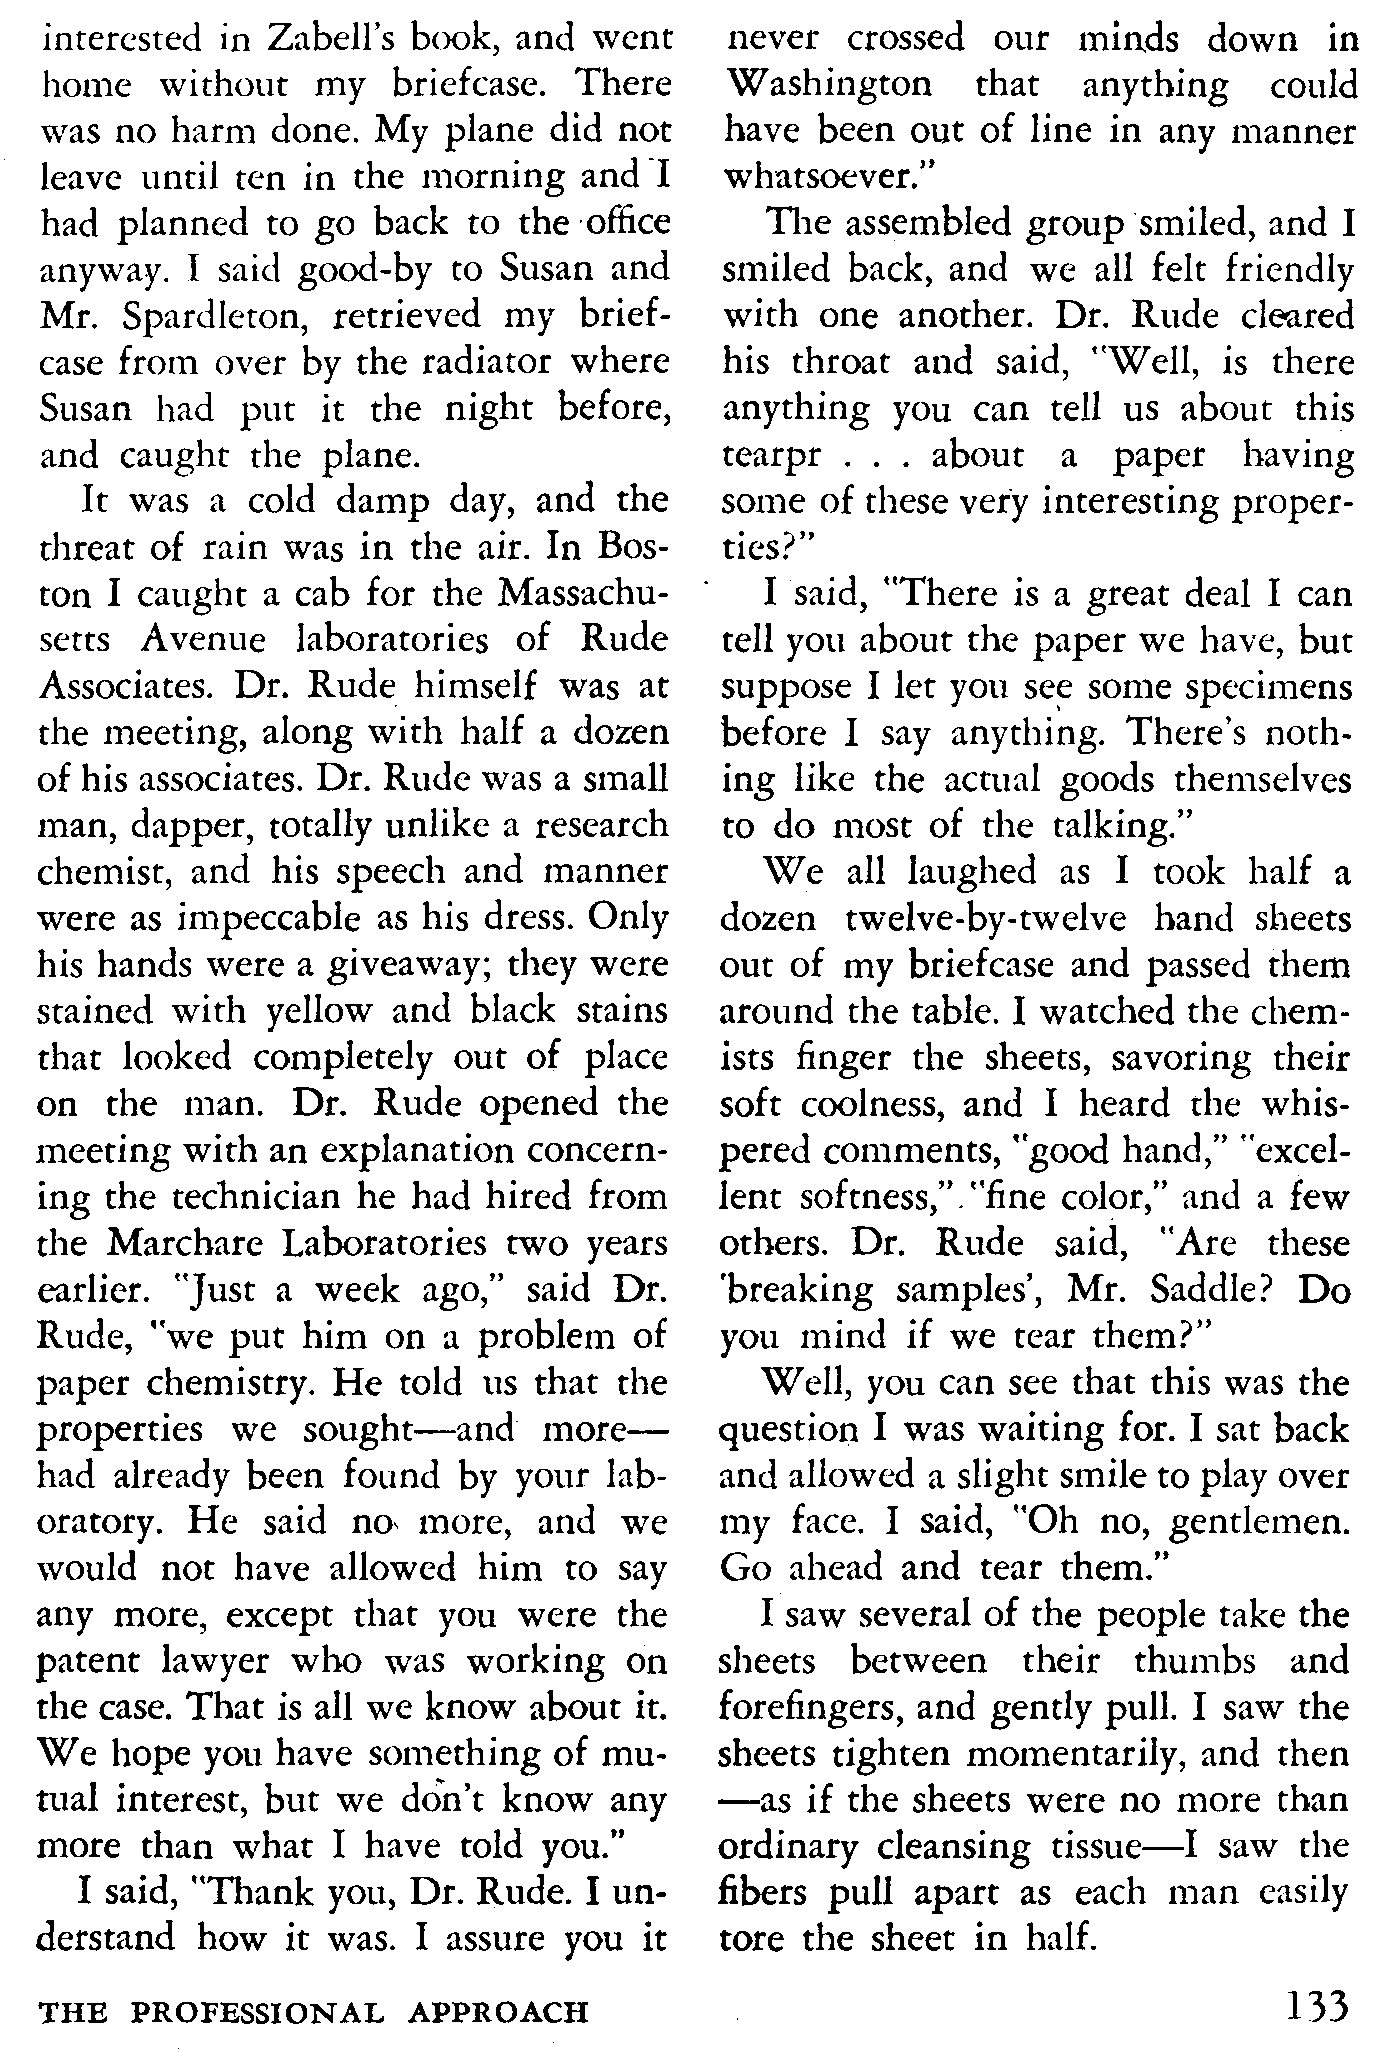 interested in Zabell's book, and went
home without my briefcase. There
was no harm done. My plane did not
leave until ten in the morning and I
had planned to go back to the office
anyway. I said good-by to Susan and
Mr. Spardleton, retrieved my brief-
case from over by the radiator where
Susan had put it the night before,
and caught the plane.
It was a cold damp day, and the
threat of rain was in the air. In Bos-
ton I caught a cab for the Massachu-
setts Avenue laboratories of Rude
Associates. Dr. Rude himself was at
the meeting, along with half a dozen
of his associates. Dr. Rude was a small
man, dapper, totally unlike a research
chemist, and his speech and manner
were as impeccable as his dress. Only
his hands were a giveaway; they were
stained with yellow and black stains
that looked completely out of place
on the man. Dr. Rude opened the
meeting with an explanation concern-
ing the technician he had hired from
the Marchare Laboratories two years
earlier. "Just a week ago," said Dr.
Rude, "we put him on a problem of
paper chemistry. He told us that the
properties we sought—and more—
had already been found by your lab-
oratory. He said no more, and we
would not have allowed him to say
any more, except that you were the
patent lawyer who was working on
the case. That is all we know about it.
We hope you have something of mu-
tual interest, but we don't know any
more than what I have told you."
I said, "Thank you, Dr. Rude. I un-
derstand how it was. I assure you it
never crossed our minds down in
Washington that anything could
have been out of line in any manner
whatsoever."
The assembled group smiled, and I
smiled back, and we all felt friendly
with one another. Dr. Rude cleared
his throat and said, "Well, is there
anything you can tell us about this
tearpr . . . about a paper having
some of these very interesting proper-
ties?"
I said, "There is a great deal I can
tell you about the paper we have, but
suppose I let you see some specimens
before I say anything. There's noth-
ing like the actual goods themselves
to do most of the talking."
We all laughed as I took half a
dozen twelve-by-twelve hand sheets
out of my briefcase and passed them
around the table. I watched the chem-
ists finger the sheets, savoring their
soft coolness, and I heard the whis-
pered comments, "good hand," "excel-
lent softness," "fine color," and a few
others. Dr. Rude said, "Are these
'breaking samples', Mr. Saddle? Do
you mind if we tear them?"
Well, you can see that this was the
question I was waiting for. I sat back
and allowed a slight smile to play over
my face. I said, "Oh no, gentlemen.
Go ahead and tear them."
I saw several of the people take the
sheets between their thumbs and
forefingers, and gently pull. I saw the
sheets tighten momentarily, and then
—as if the sheets were no more than
ordinary cleansing tissue—I saw the
fibers pull apart as each man easily
tore the sheet in half.
THE PROFESSIONAL APPROACH
133